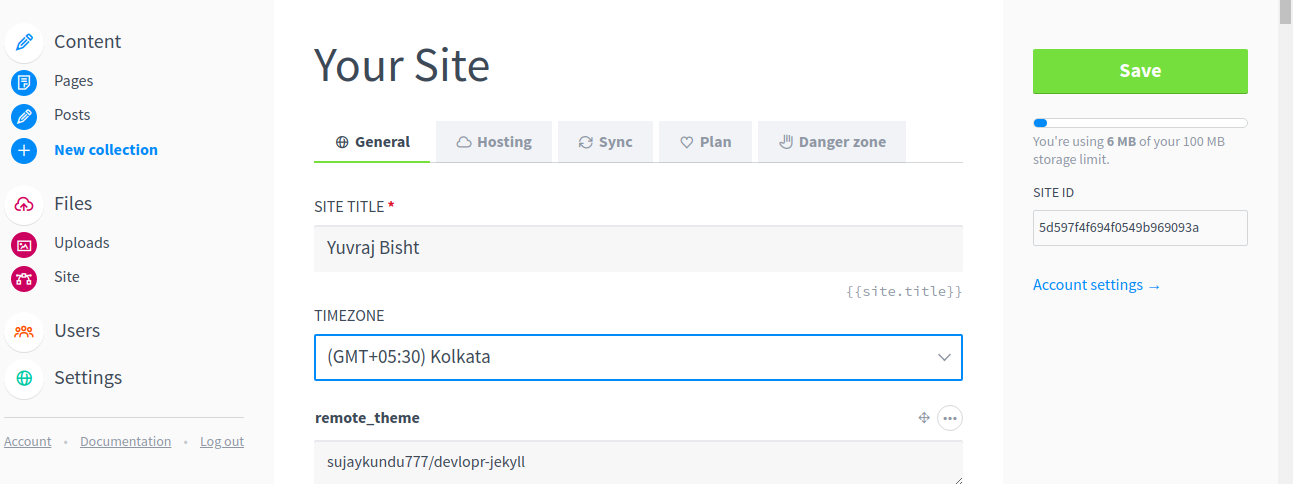 Content
Pages
Posts
New collection
Files
Uploads
Site
Users
Settings
Account • Documentation • Log out
Your Site
General Hosting Sync Plan Danger zone
SITE TITLE *
Yuvraj Bisht
{{site.title}}
TIMEZONE
(GMT+05:30) Kolkata
remote_theme
sujaykundu777/devlopr-jekyll
Save
You're using 6 MB of your 100 MB
storage limit.
SITE ID
5d597f4f694f0549b969093a
Account settings →